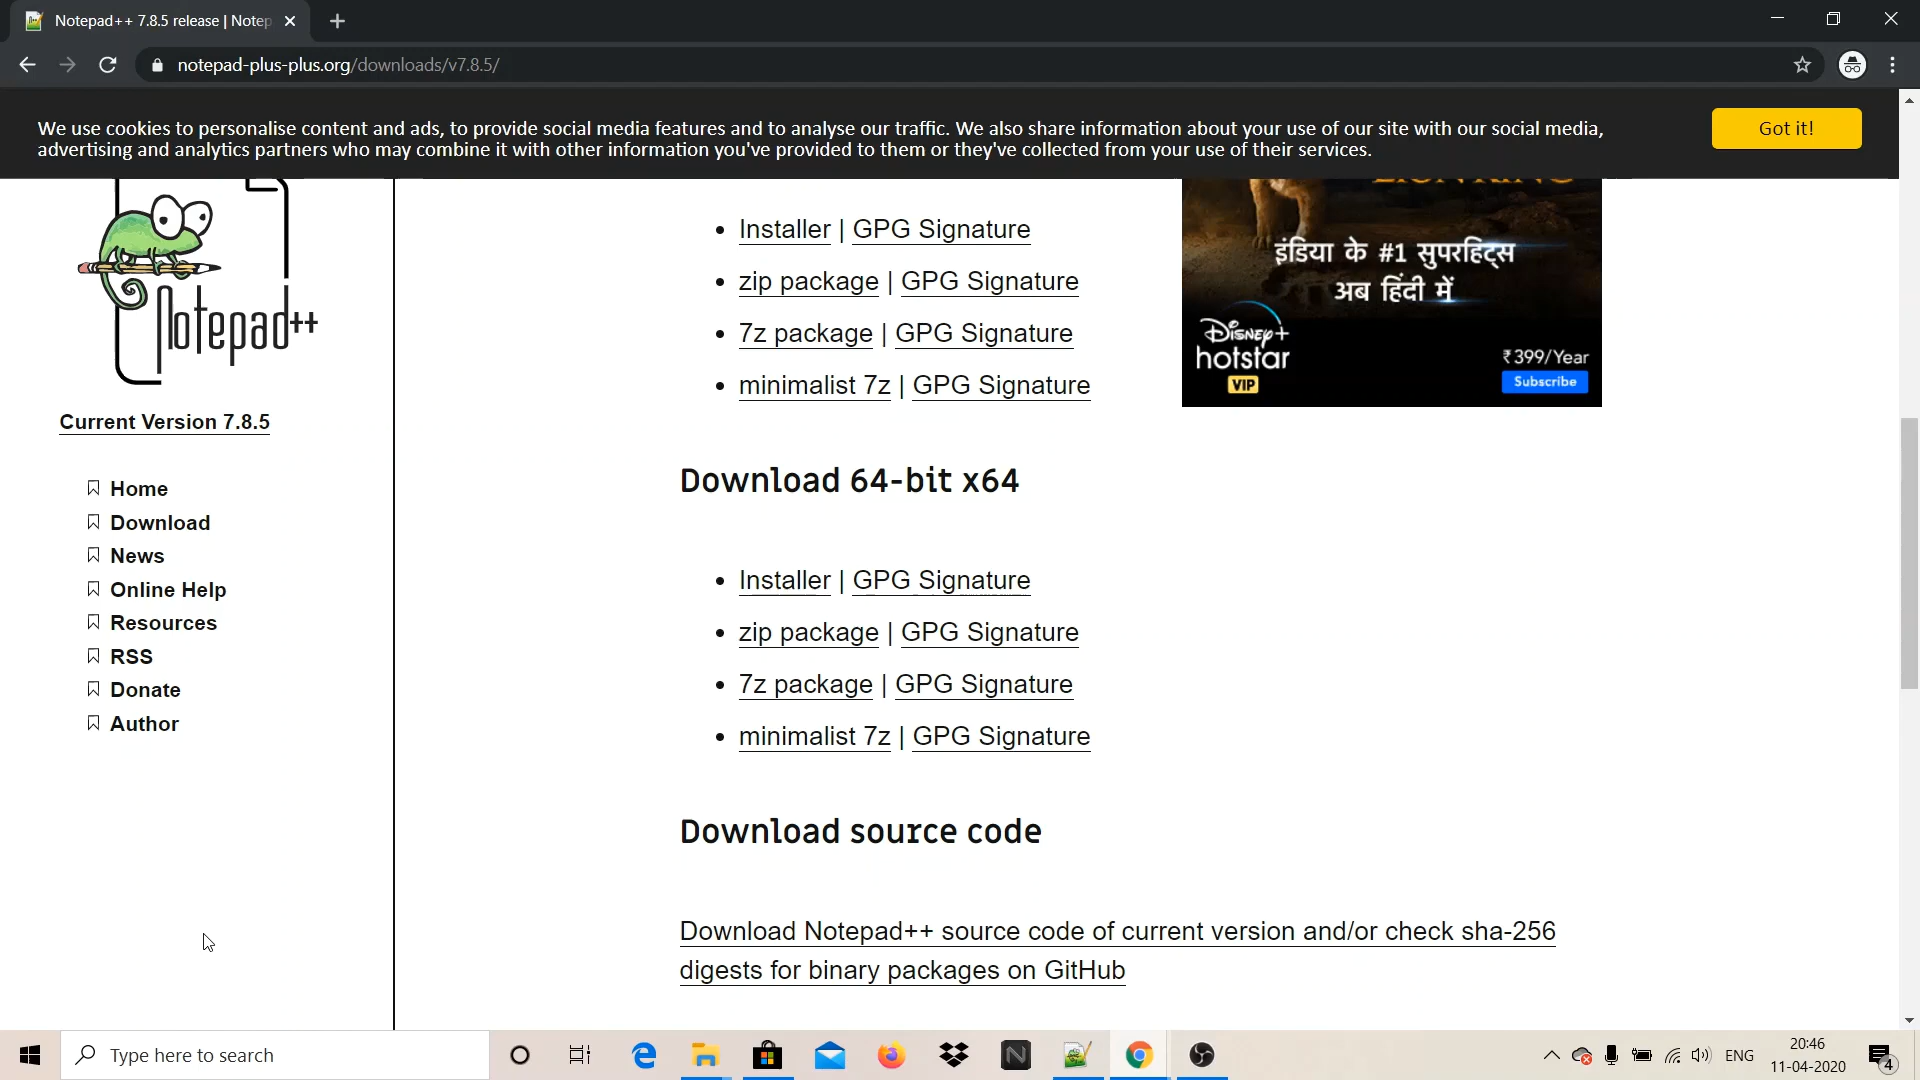 Notepad++ 7.8.5 release | Notep
notepad-plus-plus.org/downloads/v7.8.5/
We use cookies to personalise content and ads, to provide social media features and to analyse our traffic. We also share information about your use of our site with our social media,
advertising and analytics partners who may combine it with other information you've provided to them or they've collected from your use of their services.
Got it!
Notepad++
Current Version 7.8.5
Home
Download
News
Online Help
Resources
RSS
Donate
Author
Installer | GPG Signature
zip package | GPG Signature
7z package | GPG Signature
minimalist 7z | GPG Signature
LION KING
इंडिया के #1 सुपरहिट्स
अब हिंदी में
Disney+
hotstar
VIP
₹399/Year
Subscribe
Download 64-bit x64
Installer | GPG Signature
zip package | GPG Signature
7z package | GPG Signature
minimalist 7z | GPG Signature
Download source code
Download Notepad++ source code of current version and/or check sha-256
digests for binary packages on GitHub
Type here to search
ENG
20:46
11-04-2020
4